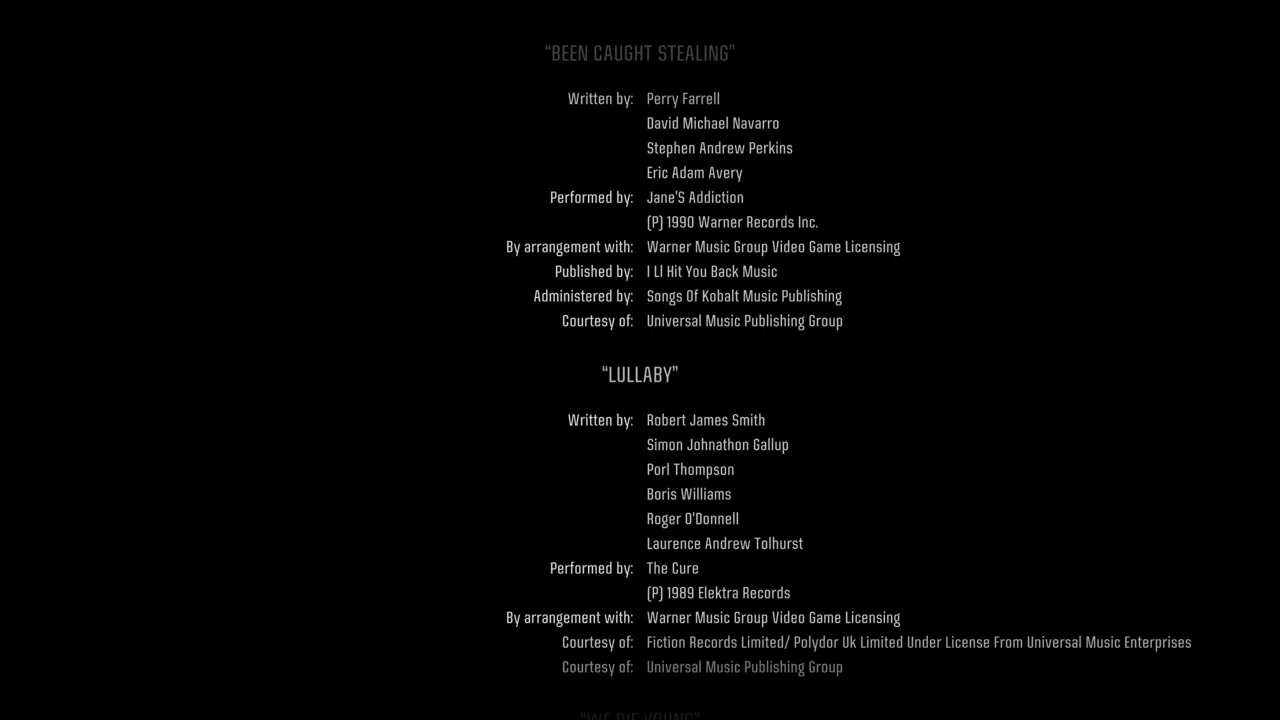 “BEEN CAUGHT STEALING”
Written by: Perry Farrell
David Michael Navarro
Stephen Andrew Perkins
Eric Adam Avery
Performed by: Jane'S Addiction
(P) 1990 Warner Records Inc.
By arrangement with: Warner Music Group Video Game Licensing
Published by: I Ll Hit You Back Music
Administered by: Songs Of Kobalt Music Publishing
Courtesy of: Universal Music Publishing Group
“LULLABY”
Written by: Robert James Smith
Simon Johnathon Gallup
Porl Thompson
Boris Williams
Roger O'Donnell
Laurence Andrew Tolhurst
Performed by: The Cure
(P) 1989 Elektra Records
By arrangement with: Warner Music Group Video Game Licensing
Courtesy of: Fiction Records Limited/ Polydor Uk Limited Under License From Universal Music Enterprises
Courtesy of: Universal Music Publishing Group
“WE DIE YOUNG”